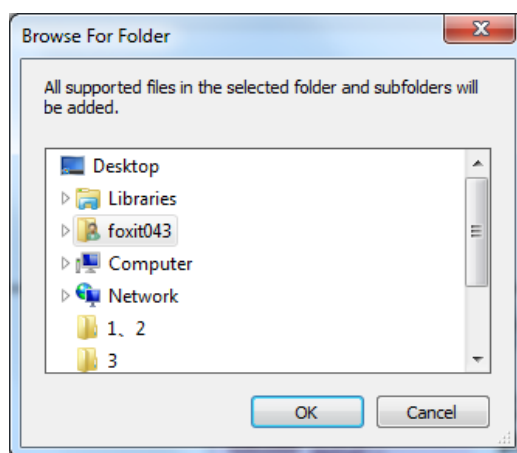 Browse For Folder
All supported files in the selected folder and subfolders will
be added.
Desktop
Libraries
foxit043
Computer
Network
1、2
3
OK
Cancel